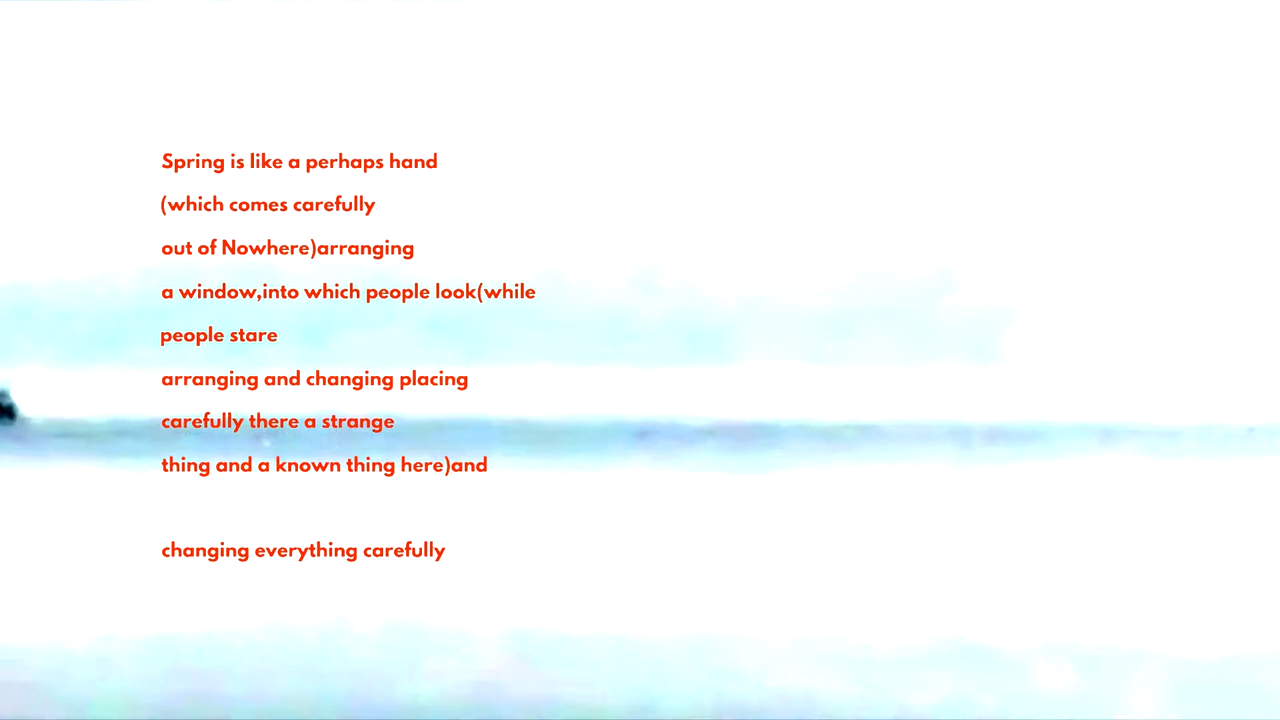 Spring is like a perhaps hand
(which comes carefully
out of Nowhere)arranging
a window,into which people look(while
people stare
arranging and changing placing
carefully there a strange
thing and a known thing here)and
changing everything carefully